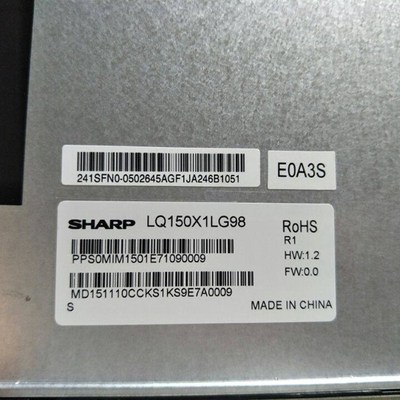 241SFN0-0502645AGF1JA246B1051
E0A3S
SHARP LQ150X1LG98
RoHS
R1
PPS0MIM1501E71090009
HW:1.2
FW:0.0
MD151110CCKS1KS9E7A0009
S
MADE IN CHINA